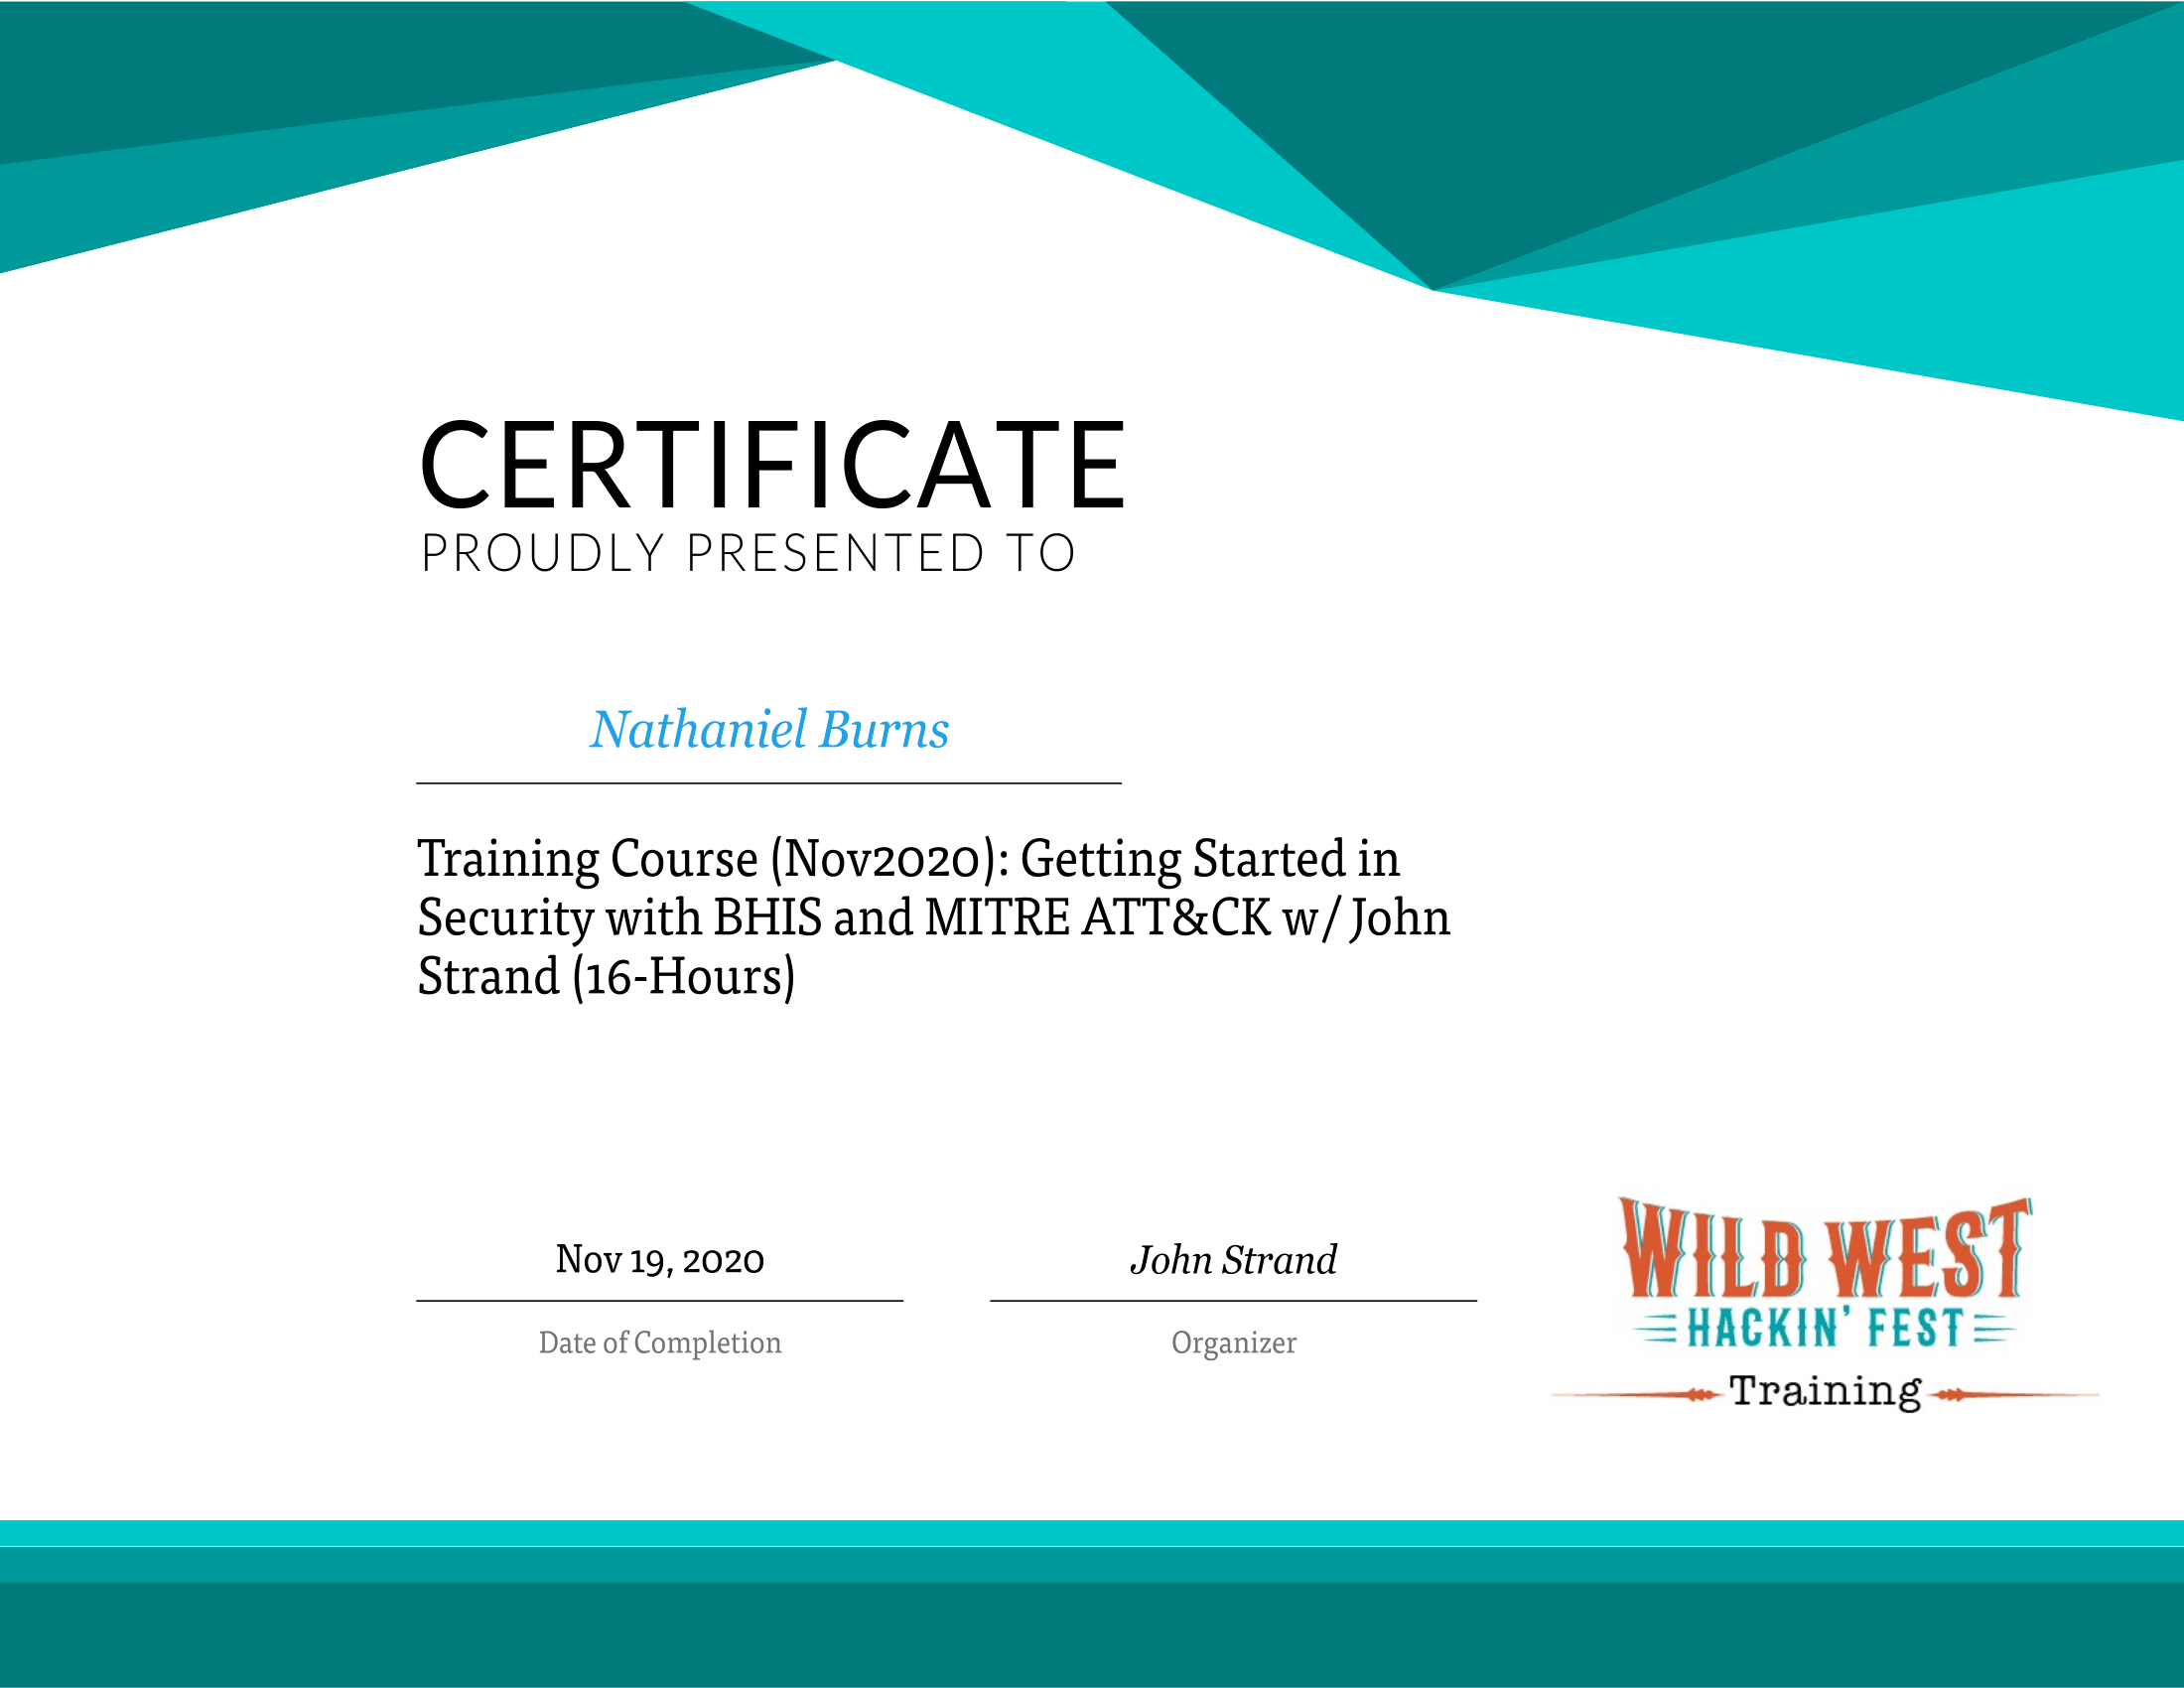 CERTIFICATE
PROUDLY PRESENTED TO
Nathaniel Burns
Training Course (Nov2020): Getting Started in
Security with BHIS and MITRE ATT&CK w/ John
Strand (16-Hours)
Nov 19, 2020
Date of Completion
John Strand
Organizer
WILD WEST
HACKIN' FEST
Training